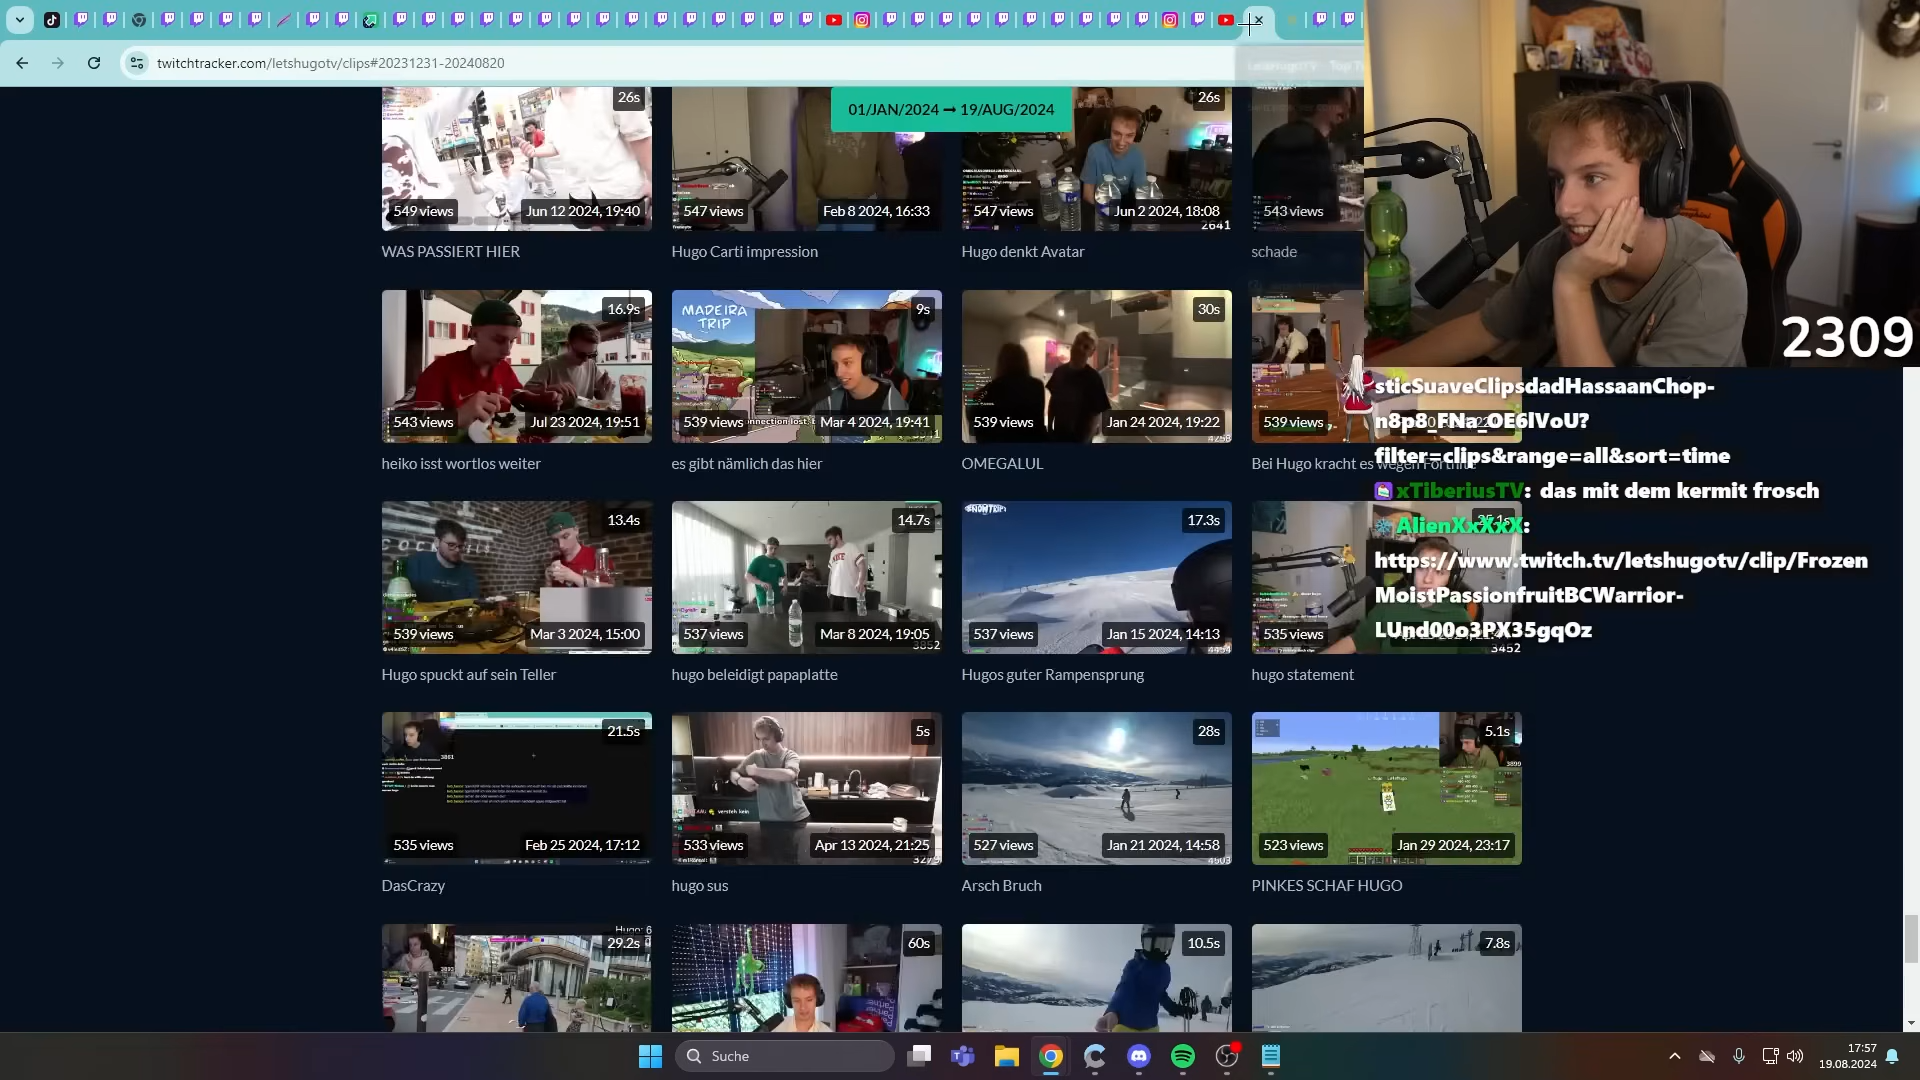 twitchtracker.com/letshugotv/clips#20231231-20240820
01/JAN/2024 ➞ 19/AUG/2024
26s
549 views
Jun 12 2024, 19:40
WAS PASSIERT HIER
547 views
Feb 8 2024, 16:33
Hugo Carti impression
26s
547 views
Jun 2 2024, 18:08
2641
Hugo denkt Avatar
543 views
schade
2309
16.9s
543 views
Jul 23 2024, 19:51
heiko isst wortlos weiter
MADEIRA
TRIP
9s
539 views
Mar 4 2024, 19:41
es gibt nämlich das hier
30s
539 views
Jan 24 2024, 19:22
OMEGALUL
539 views
Bei Hugo kracht es wegen Fortnite
sticSuaveClipsdadHassaanChop-
n8p8_FNa_OE6lVoU?
filter=clips&range=all&sort=time
xTiberiusTV: das mit dem kermit frosch
AlienXxXxX:
https://www.twitch.tv/letshugotv/clip/Frozen
MoistPassionfruitBCWarrior-
LUnd00o3PX35gqOz
13.4s
539 views
Mar 3 2024, 15:00
Hugo spuckt auf sein Teller
14.7s
537 views
Mar 8 2024, 19:05
3852
hugo beleidigt papaplatte
17.3s
537 views
Jan 15 2024, 14:13
Hugos guter Rampensprung
535 views
3452
hugo statement
21.5s
535 views
Feb 25 2024, 17:12
DasCrazy
5s
533 views
Apr 13 2024, 21:25
hugo sus
28s
527 views
Jan 21 2024, 14:58
Arsch Bruch
5.1s
523 views
Jan 29 2024, 23:17
PINKES SCHAF HUGO
29.2s
60s
10.5s
7.8s
Suche
17:57
19.08.2024